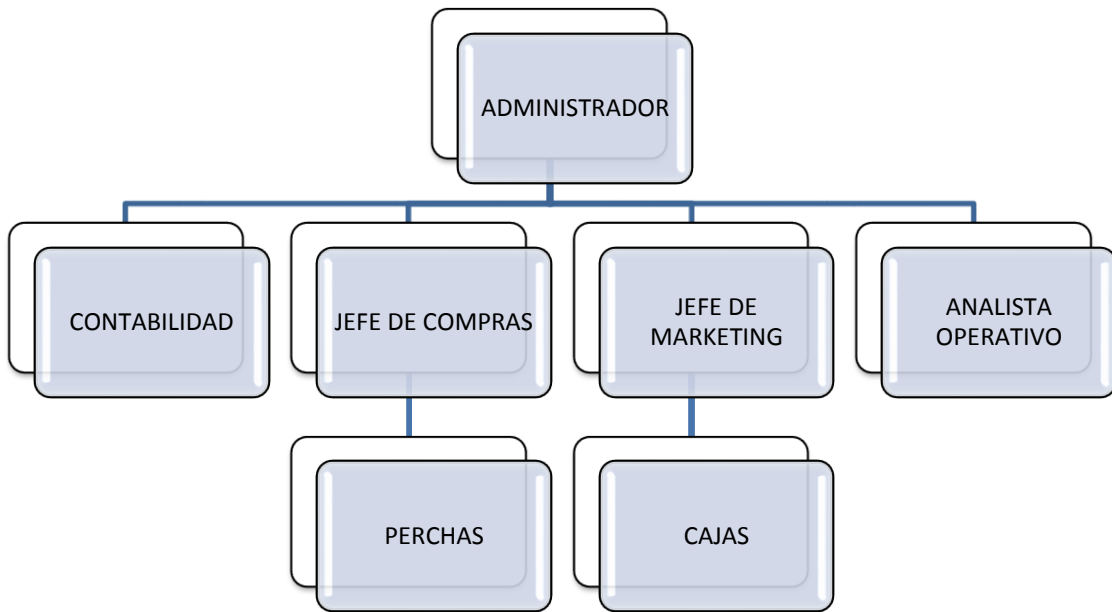 ADMINISTRADOR
CONTABILIDAD
JEFE DE COMPRAS
JEFE DE
MARKETING
ANALISTA
OPERATIVO
PERCHAS
CAJAS